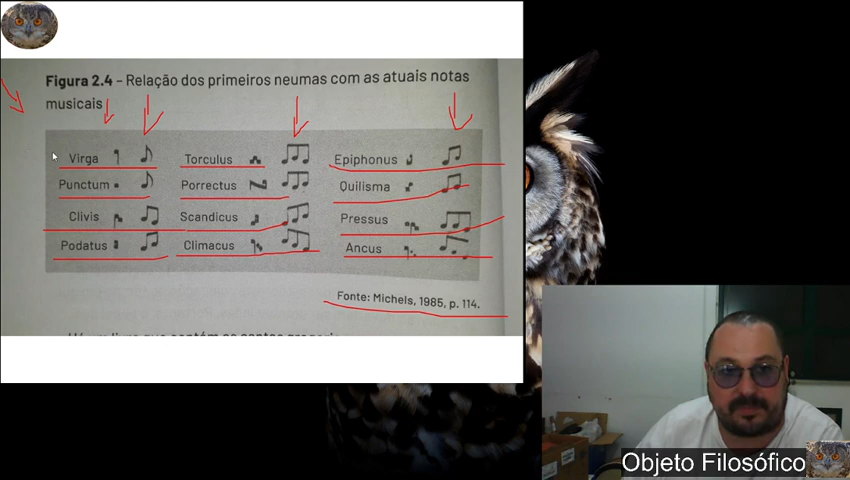 Figura 2.4 – Relação dos primeiros neumas com as atuais notas
musicais
Virga Torculus Epiphonus
Punctum Porrectus Quilisma
Clivis Scandicus Pressus
Podatus Climacus Ancus
Fonte: Michels, 1985, p. 114.
Objeto Filosófico